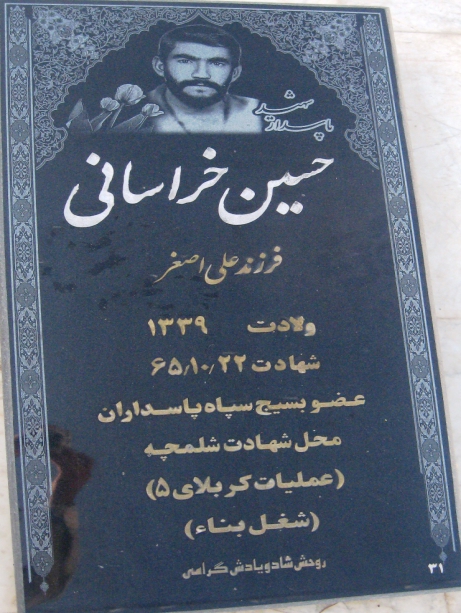 شهید
پاسدار
حسین خراسانی
فرزند علی اصغر
ولادت ۱۳۳۹
شهادت ۶۵٫۱۰٫۲۲
عضو بسیج سپاه پاسداران
محل شهادت شلمچه
(عملیات کربلای ۵)
(شغل بناء)
روحش شاد و یادش گرامی
۳۱